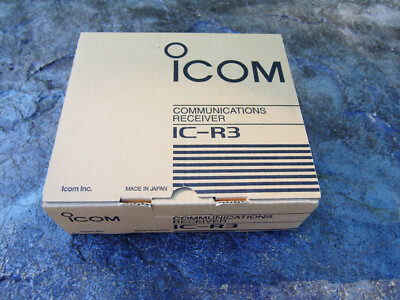 ICOM
COMMUNICATIONS
RECEIVER
IC-R3
Icom Inc.
MADE IN JAPAN
ICOM
COMMUNICATIONS
RECEIVER
IC-R3